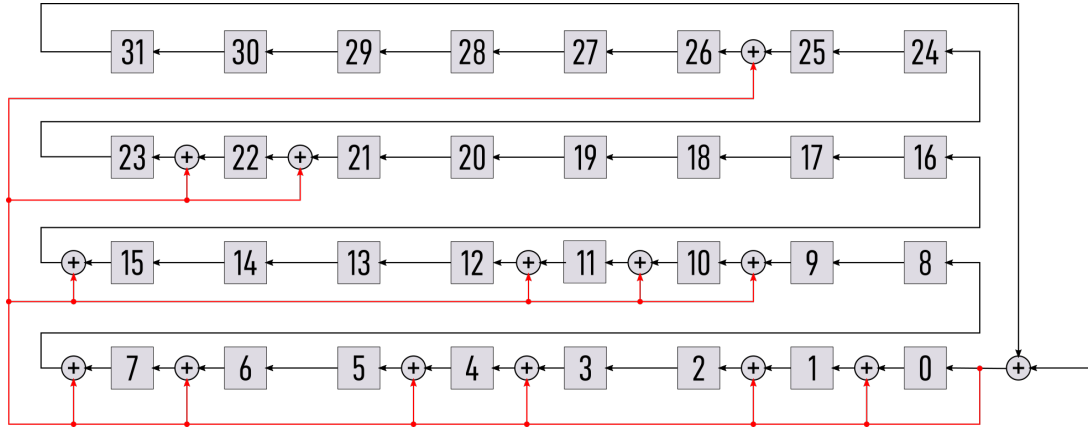 31 30 29 28 27 26 + 25 24
23 + 22 + 21 20 19 18 17 16
+ 15 14 13 12 + 11 + 10 + 9 8
+ 7 + 6 5 + 4 + 3 2 + 1 + 0 +